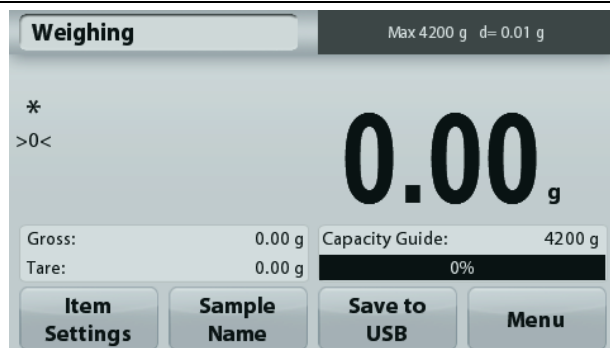 Weighing
Max 4200 g d= 0.01 g
*
>0<
0.00 g
Gross: 0.00 g
Tare: 0.00 g
Capacity Guide: 4200 g
0%
Item Settings
Sample Name
Save to USB
Menu